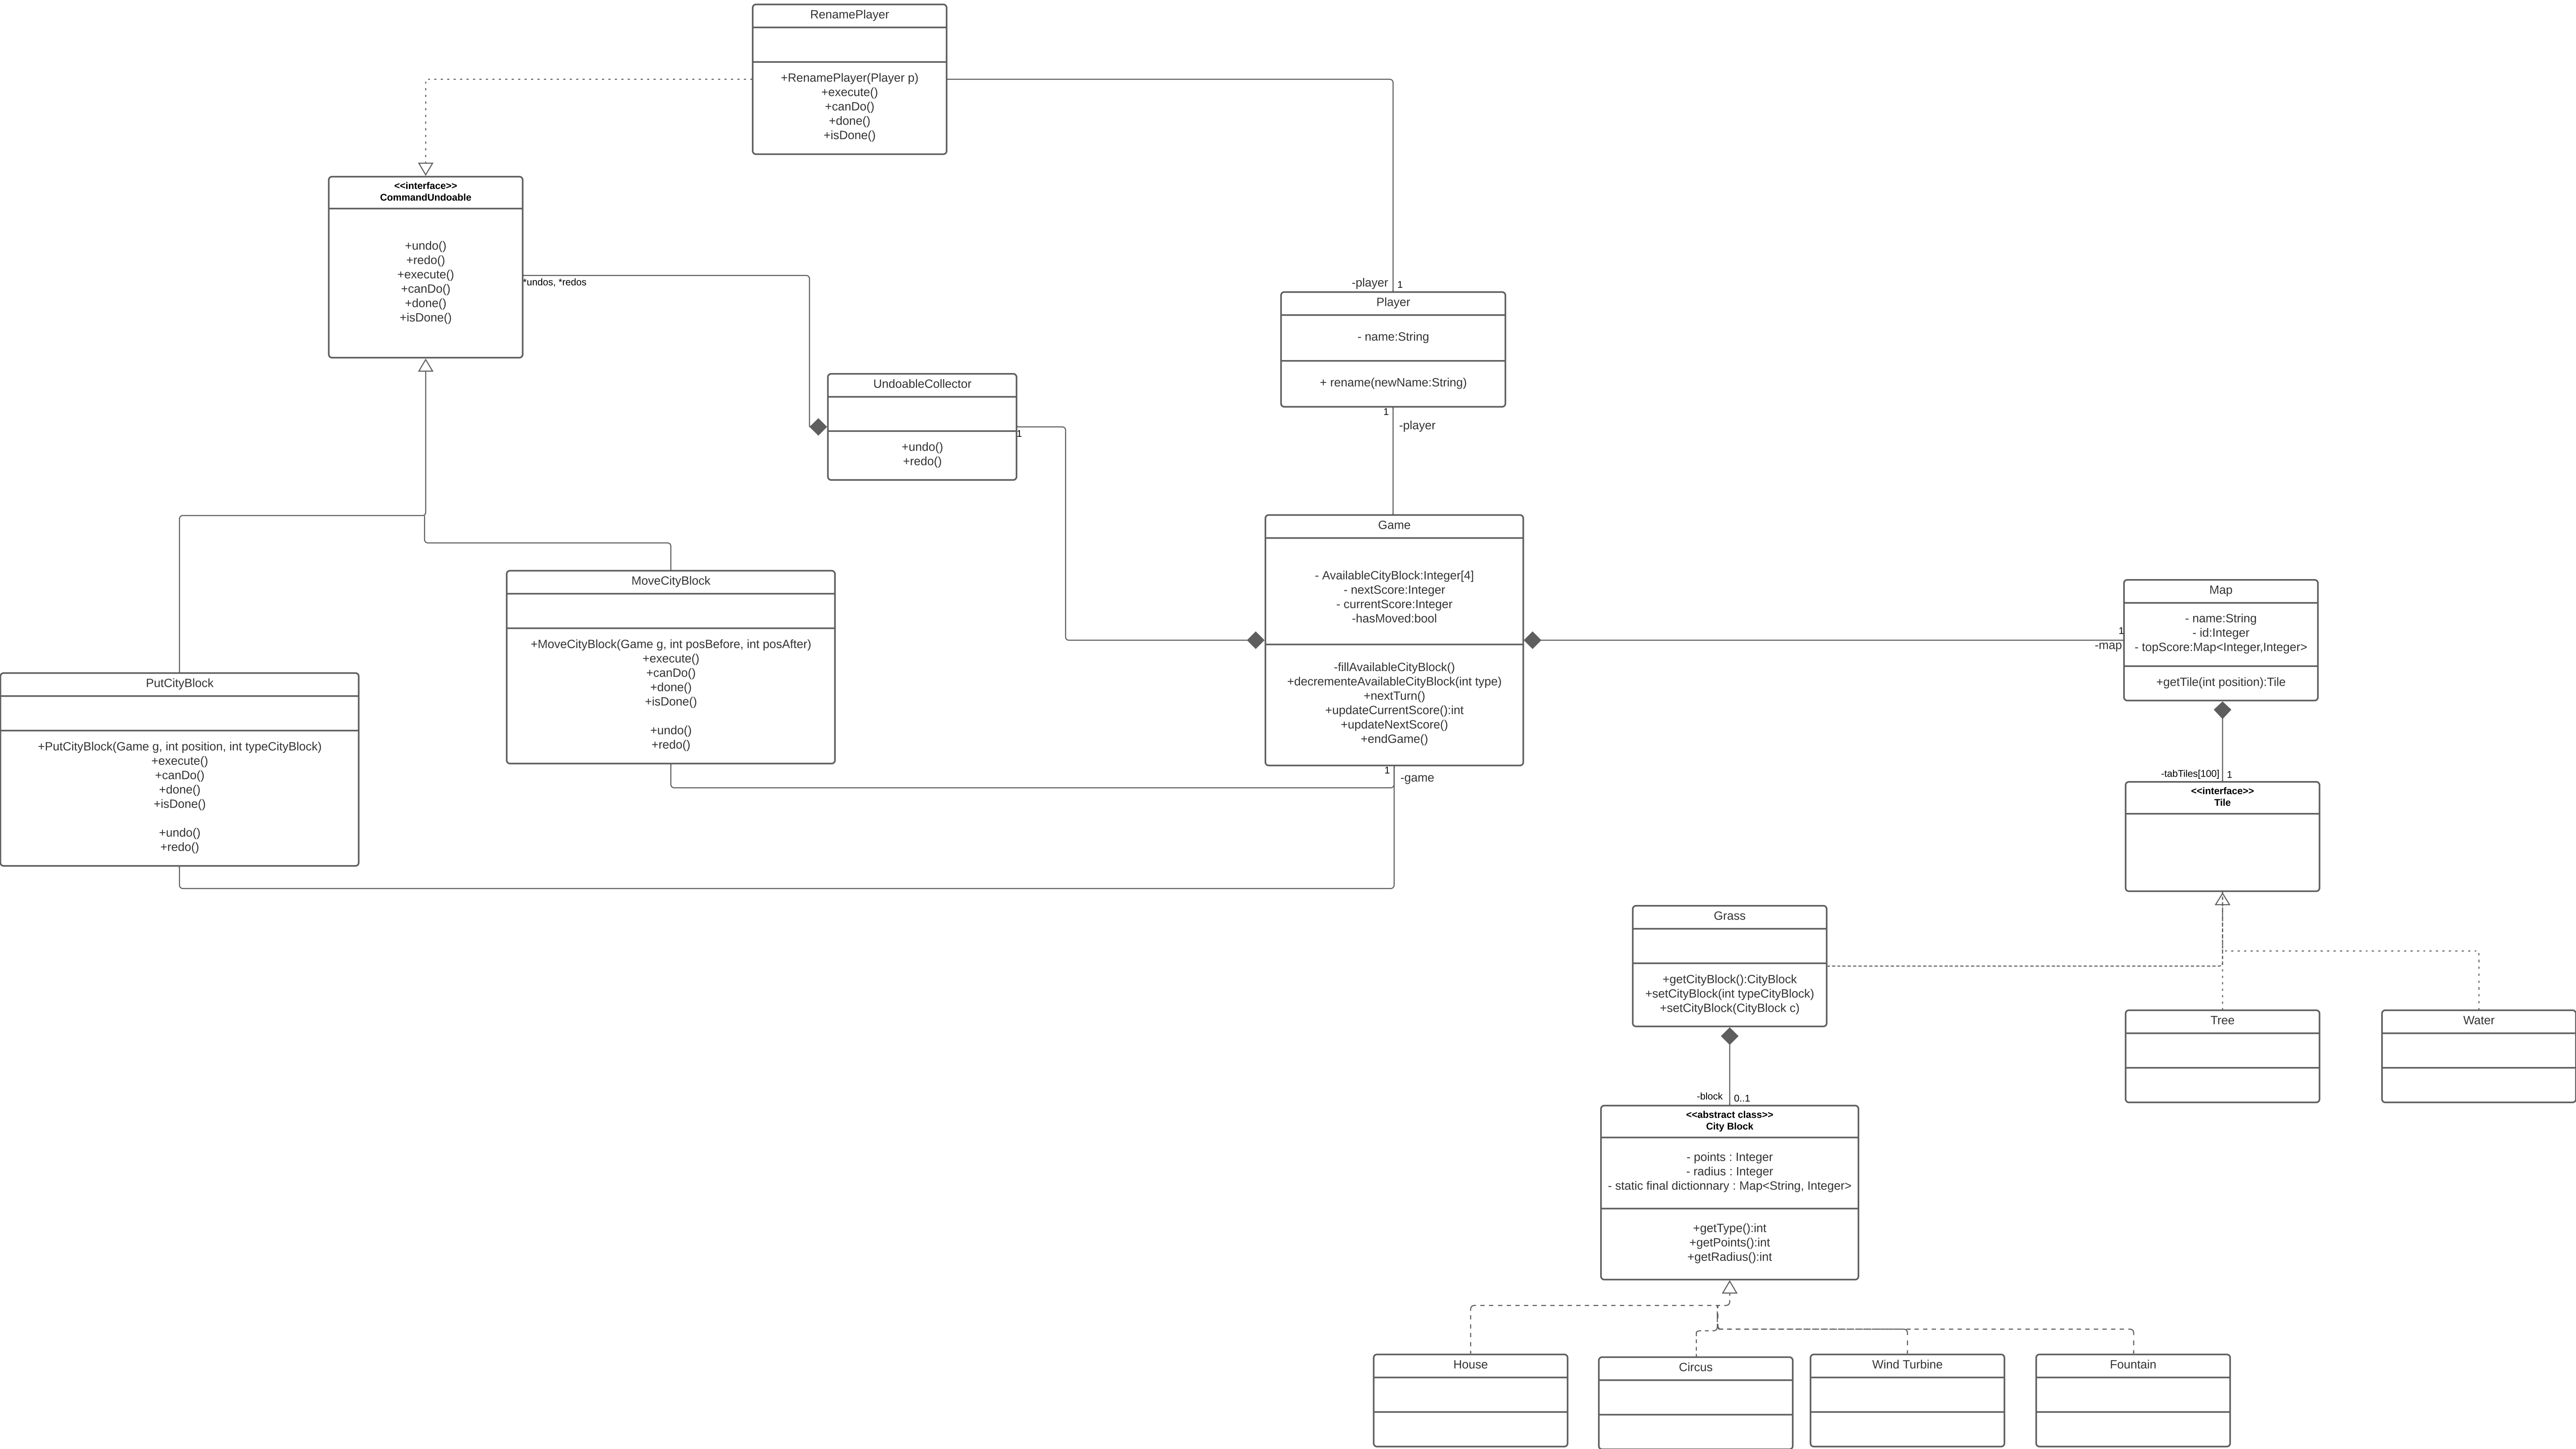 RenamePlayer
+RenamePlayer(Player p)
+execute()
+canDo()
+done()
+isDone()
<<interface>>
CommandUndoable
+undo()
+redo()
+execute()
+canDo()
+done()
+isDone()
*undos, *redos
-player
1
Player
- name:String
+ rename(newName:String)
1
-player
UndoableCollector
+undo()
+redo()
1
Game
- AvailableCityBlock:Integer[4]
- nextScore:Integer
- currentScore:Integer
-hasMoved:bool
-fillAvailableCityBlock()
+decrementeAvailableCityBlock(int type)
+nextTurn()
+updateCurrentScore():int
+updateNextScore()
+endGame()
1
-game
MoveCityBlock
+MoveCityBlock(Game g, int posBefore, int posAfter)
+execute()
+canDo()
+done()
+isDone()
+undo()
+redo()
PutCityBlock
+PutCityBlock(Game g, int position, int typeCityBlock)
+execute()
+canDo()
+done()
+isDone()
+undo()
+redo()
1
-map
Map
- name:String
- id:Integer
- topScore:Map<Integer,Integer>
+getTile(int position):Tile
-tabTiles[100]
1
<<interface>>
Tile
Grass
+getCityBlock():CityBlock
+setCityBlock(int typeCityBlock)
+setCityBlock(CityBlock c)
Tree
Water
-block
0..1
<<abstract class>>
City Block
- points : Integer
- radius : Integer
- static final dictionnary : Map<String, Integer>
+getType():int
+getPoints():int
+getRadius():int
House
Circus
Wind Turbine
Fountain